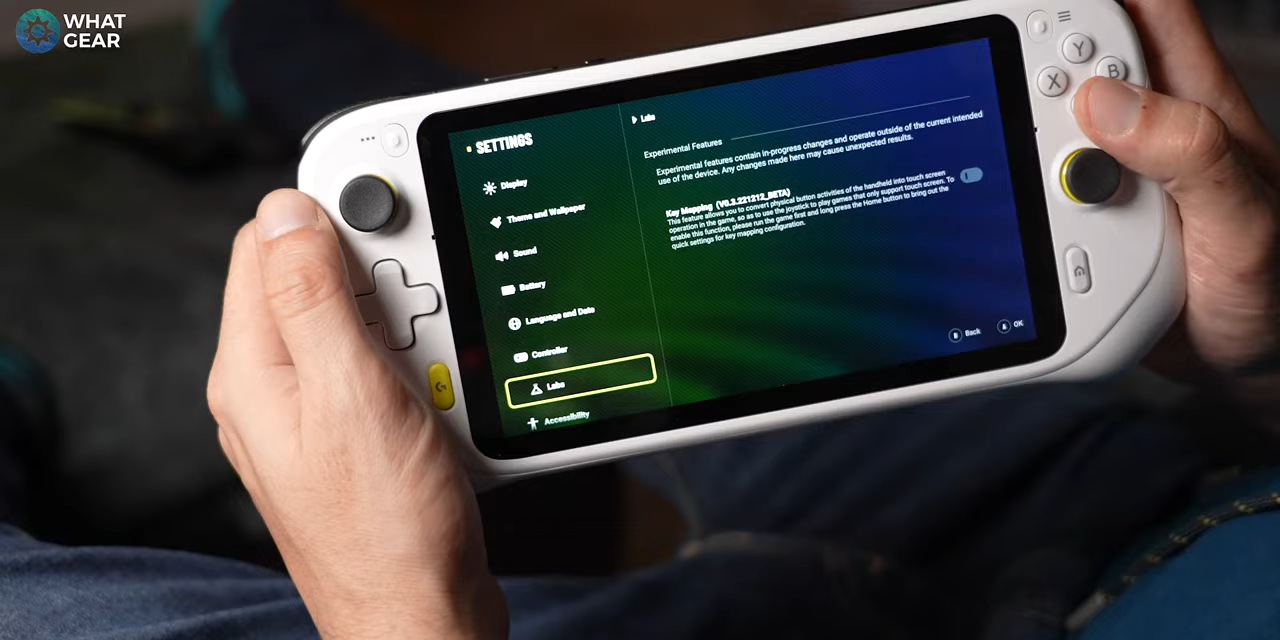 WHAT
GEAR
SETTINGS
Display
Theme and Wallpaper
Sound
Battery
Language and Date
Controller
Labs
Accessibility
Labs
Experimental Features
Experimental features contain in-progress changes and operate outside of the current intended
use of the device. Any changes made here may cause unexpected results.
Key Mapping (V0.3.221212_BETA)
This feature allows you to convert physical button activities of the handheld into touch screen
operation in the game, so as to use the joystick to play games that only support touch screen. To
enable this function, please run the game first and long press the Home button to bring out the
quick settings for key mapping configuration.
B Back
A OK
Y
X
B
G